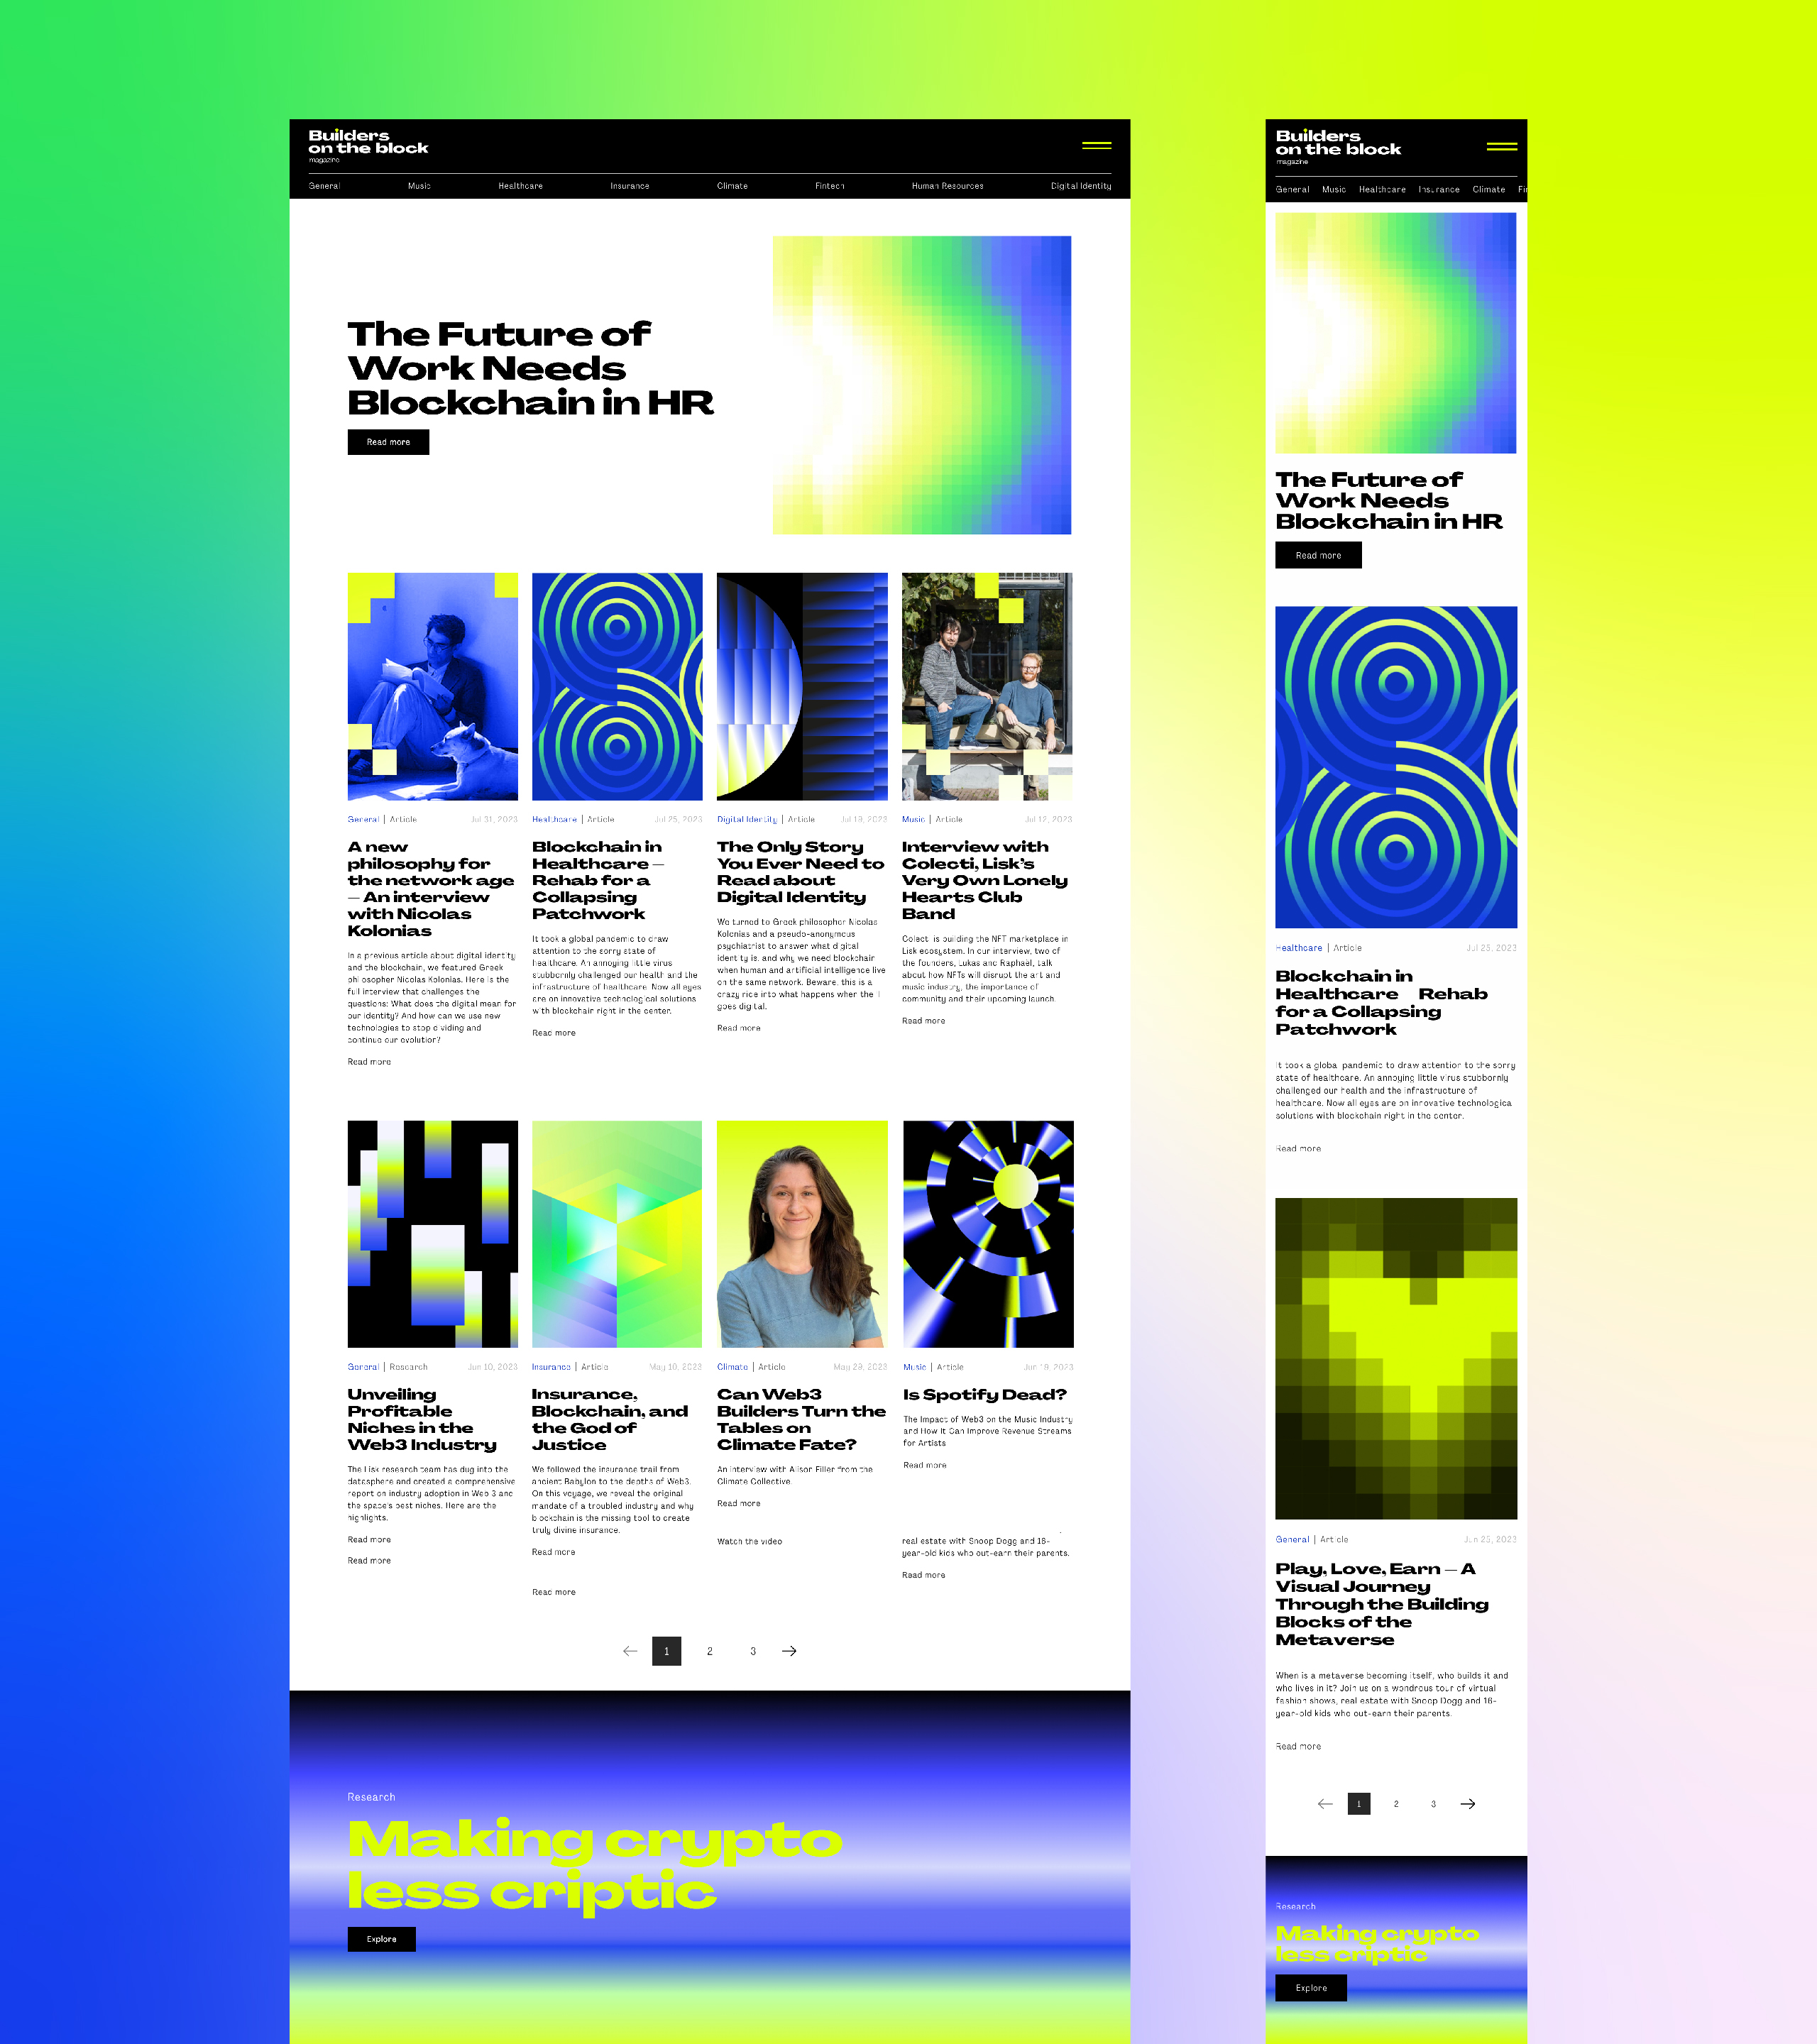 Builders
on the block
magazine
General Music Healthcare Insurance Climate Fintech Human Resources Digital Identity
The Future of
Work Needs
Blockchain in HR
Read more
General | Article Jul 31, 2023
A new
philosophy for
the network age
— An interview
with Nicolas
Kolonias
In a previous article about digital identity
and the blockchain, we featured Greek
philosopher Nicolas Kolonias. Here is the
full interview that challenges the
questions: What does the digital mean for
our identity? And how can we use new
technologies to stop dividing and
continue our evolution?
Read more
Healthcare | Article Jul 25, 2023
Blockchain in
Healthcare —
Rehab for a
Collapsing
Patchwork
It took a global pandemic to draw
attention to the sorry state of
healthcare. An annoying little virus
stubbornly challenged our health and the
infrastructure of healthcare. Now all eyes
are on innovative technological solutions
with blockchain right in the center.
Read more
Digital Identity | Article Jul 19, 2023
The Only Story
You Ever Need to
Read about
Digital Identity
We turned to Greek philosopher Nicolas
Kolonias and a pseudo-anonymous
psychiatrist to answer what digital
identity is, and why we need blockchain
when human and artificial intelligence live
on the same network. Beware, this is a
crazy ride into what happens when the I
goes digital.
Read more
Music | Article Jul 12, 2023
Interview with
Colecti, Lisk's
Very Own Lonely
Hearts Club
Band
Colecti is building the NFT marketplace in
Lisk ecosystem. In our interview, two of
the founders, Lukas and Raphaël, talk
about how NFTs will disrupt the art and
music industry, the importance of
community and their upcoming launch.
Read more
General | Research Jun 10, 2023
Unveiling
Profitable
Niches in the
Web3 Industry
The Lisk research team has dug into the
datasphere and created a comprehensive
report on industry adoption in Web 3 and
the space's best niches. Here are the
highlights.
Read more
Read more
Insurance | Article May 10, 2023
Insurance,
Blockchain, and
the God of
Justice
We followed the insurance trail from
ancient Babylon to the depths of Web3.
On this voyage, we reveal the original
mandate of a troubled industry and why
blockchain is the missing tool to create
truly divine insurance.
Read more
Read more
Climate | Article May 29, 2023
Can Web3
Builders Turn the
Tables on
Climate Fate?
An interview with Alison Filler from the
Climate Collective.
Read more
Watch the video
Music | Article Jun 19, 2023
Is Spotify Dead?
The Impact of Web3 on the Music Industry
and How It Can Improve Revenue Streams
for Artists
Read more
real estate with Snoop Dogg and 16-
year-old kids who out-earn their parents.
Read more
← 1 2 3 →
Research
Making crypto
less criptic
Explore
Builders
on the block
magazine
General Music Healthcare Insurance Climate Fin
The Future of
Work Needs
Blockchain in HR
Read more
Healthcare | Article Jul 25, 2023
Blockchain in
Healthcare Rehab
for a Collapsing
Patchwork
It took a global pandemic to draw attention to the sorry
state of healthcare. An annoying little virus stubbornly
challenged our health and the infrastructure of
healthcare. Now all eyes are on innovative technological
solutions with blockchain right in the center.
Read more
General | Article Jun 25, 2023
Play, Love, Earn — A
Visual Journey
Through the Building
Blocks of the
Metaverse
When is a metaverse becoming itself, who builds it and
who lives in it? Join us on a wondrous tour of virtual
fashion shows, real estate with Snoop Dogg and 16-
year-old kids who out-earn their parents.
Read more
← 1 2 3 →
Research
Making crypto
less criptic
Explore